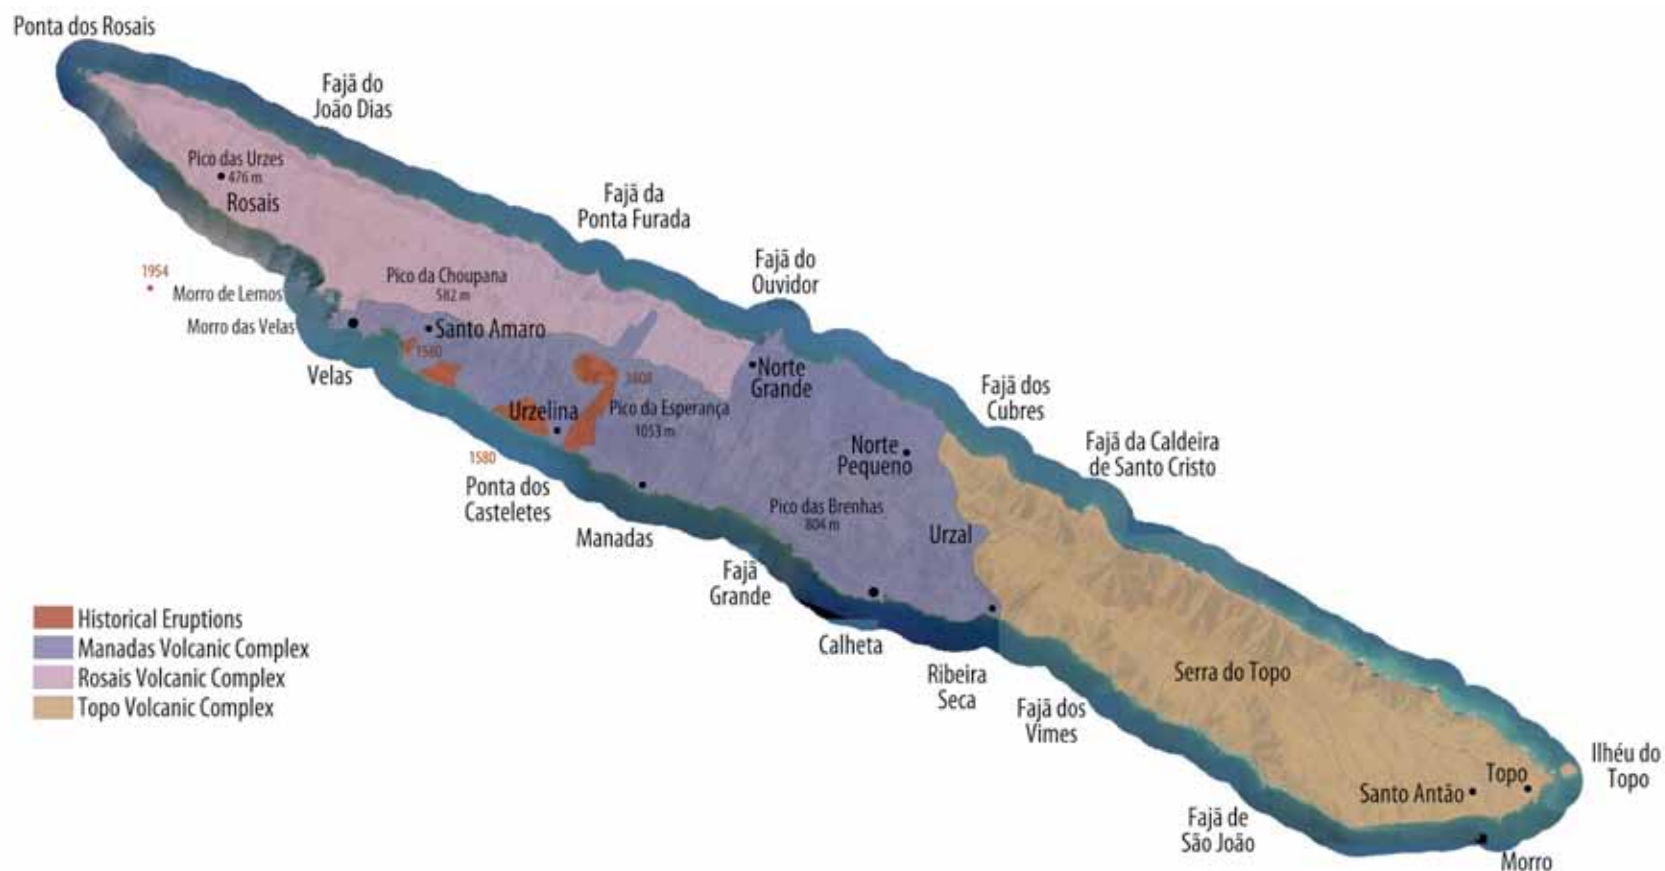 Ponta dos Rosais
Fajã do
João Dias
Pico das Urzes
476 m
Rosais
Fajã da
Ponta Furada
Fajã do
Ouvidor
1954
Morro de Lemos
Morro das Velas
Pico da Choupana
582 m
Santo Amaro
1580
Velas
1808
Norte
Grande
Urzelina
Pico da Esperança
1053 m
Fajã dos
Cubres
Norte
Pequeno
Fajã da Caldeira
de Santo Cristo
1580
Ponta dos
Casteletes
Manadas
Pico das Brenhas
804 m
Urzal
Fajã
Grande
Calheta
Ribeira
Seca
Fajã dos
Vimes
Serra do Topo
Historical Eruptions
Manadas Volcanic Complex
Rosais Volcanic Complex
Topo Volcanic Complex
Ilhéu do
Topo
Topo
Santo Antão
Fajã de
São João
Morro